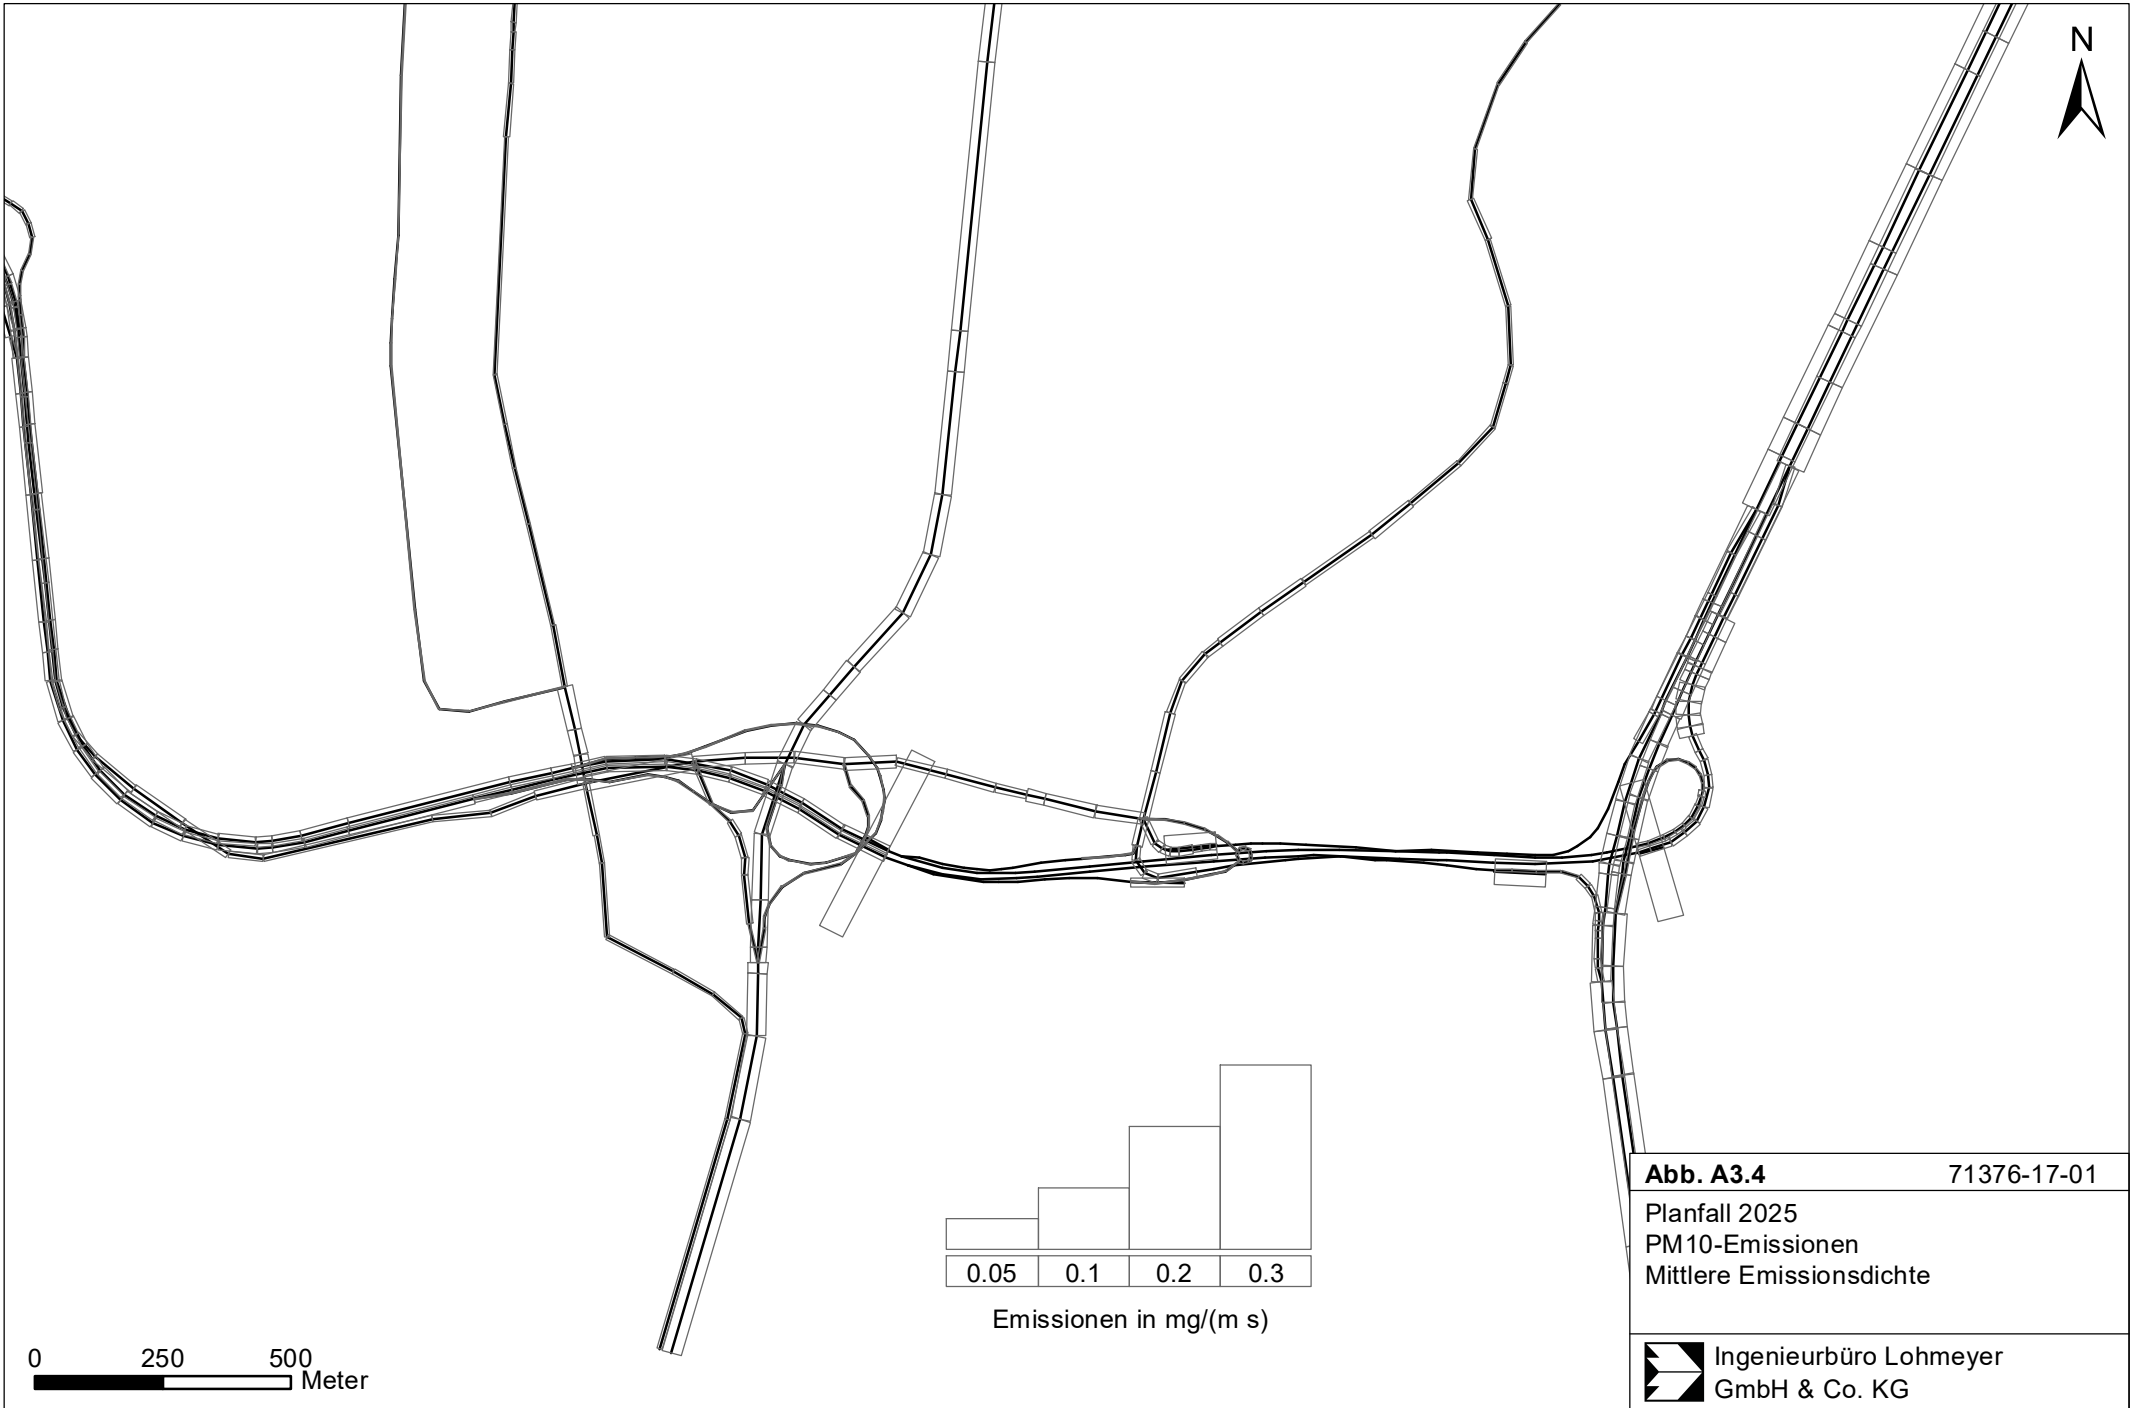 N
0.05 0.1 0.2 0.3
Emissionen in mg/(m s)
0 250 500
Meter
Abb. A3.4 71376-17-01
Planfall 2025
PM10-Emissionen
Mittlere Emissionsdichte
Ingenieurbüro Lohmeyer
GmbH & Co. KG